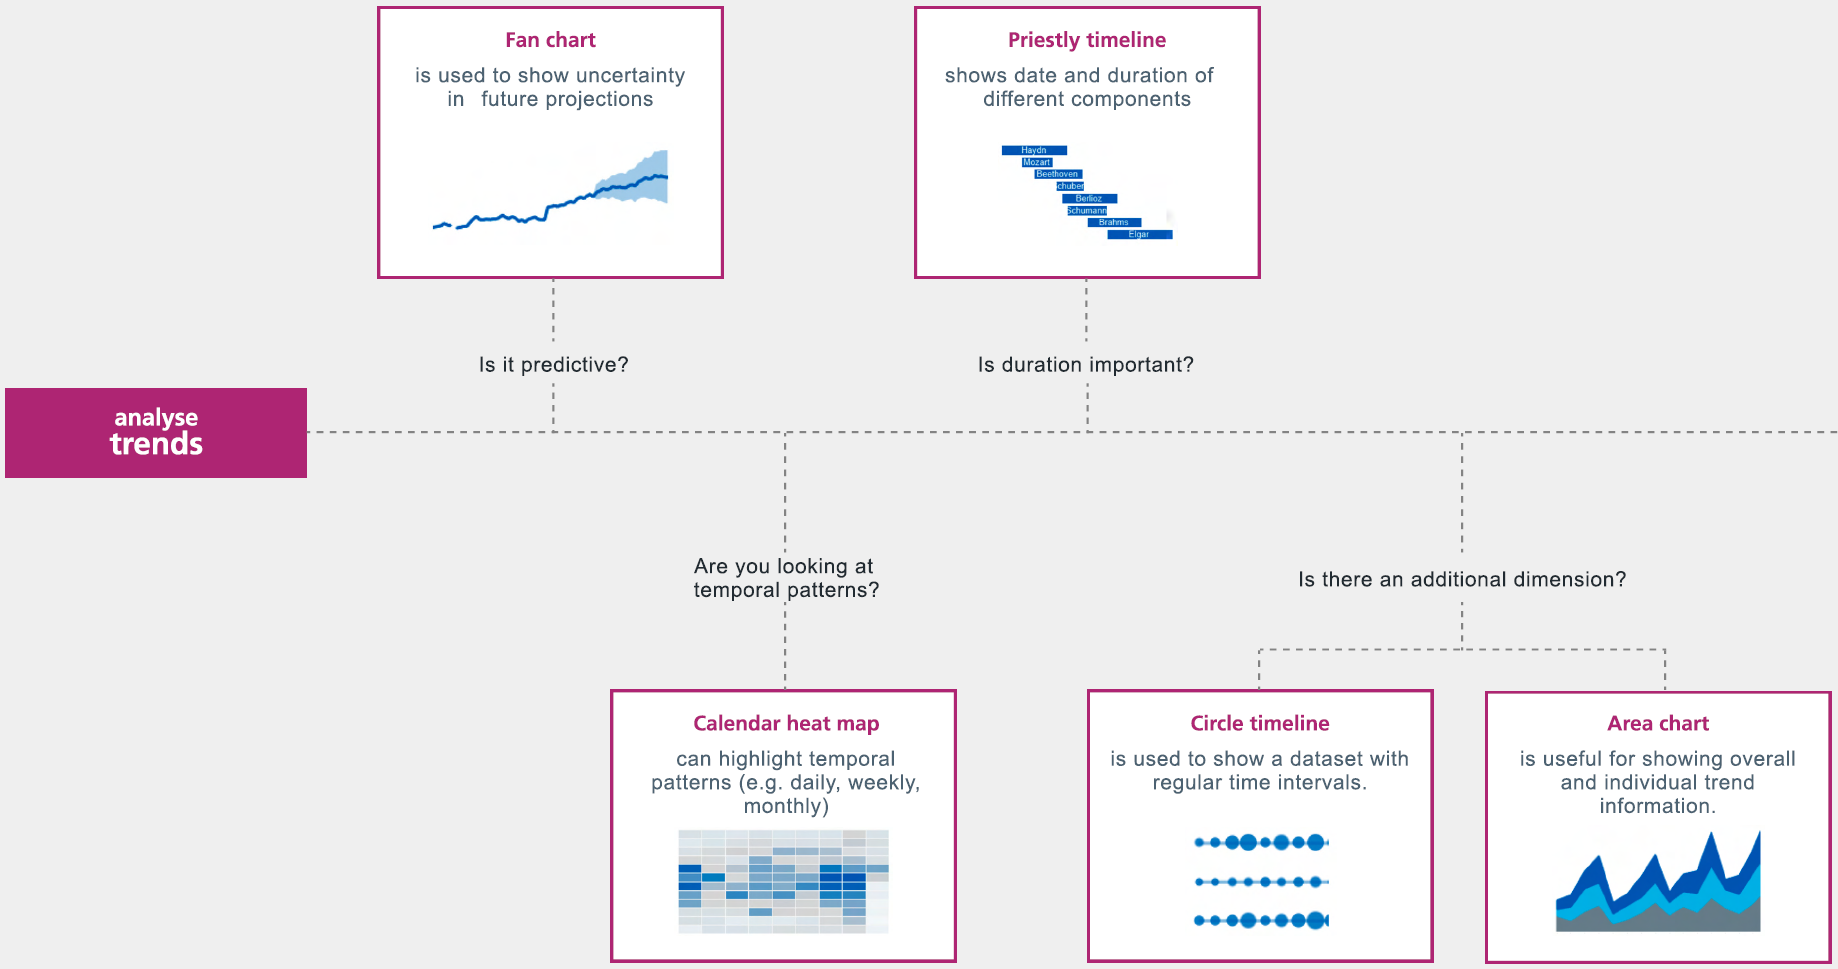 Fan chart
is used to show uncertainty
in future projections
Priestly timeline
shows date and duration of
different components
Haydn
Mozart
Beethoven
chuber
Berlioz
Schumann
Brahms
Elgar
Is it predictive?
Is duration important?
analyse
trends
Are you looking at
temporal patterns?
Is there an additional dimension?
Calendar heat map
can highlight temporal
patterns (e.g. daily, weekly,
monthly)
Circle timeline
is used to show a dataset with
regular time intervals.
Area chart
is useful for showing overall
and individual trend
information.